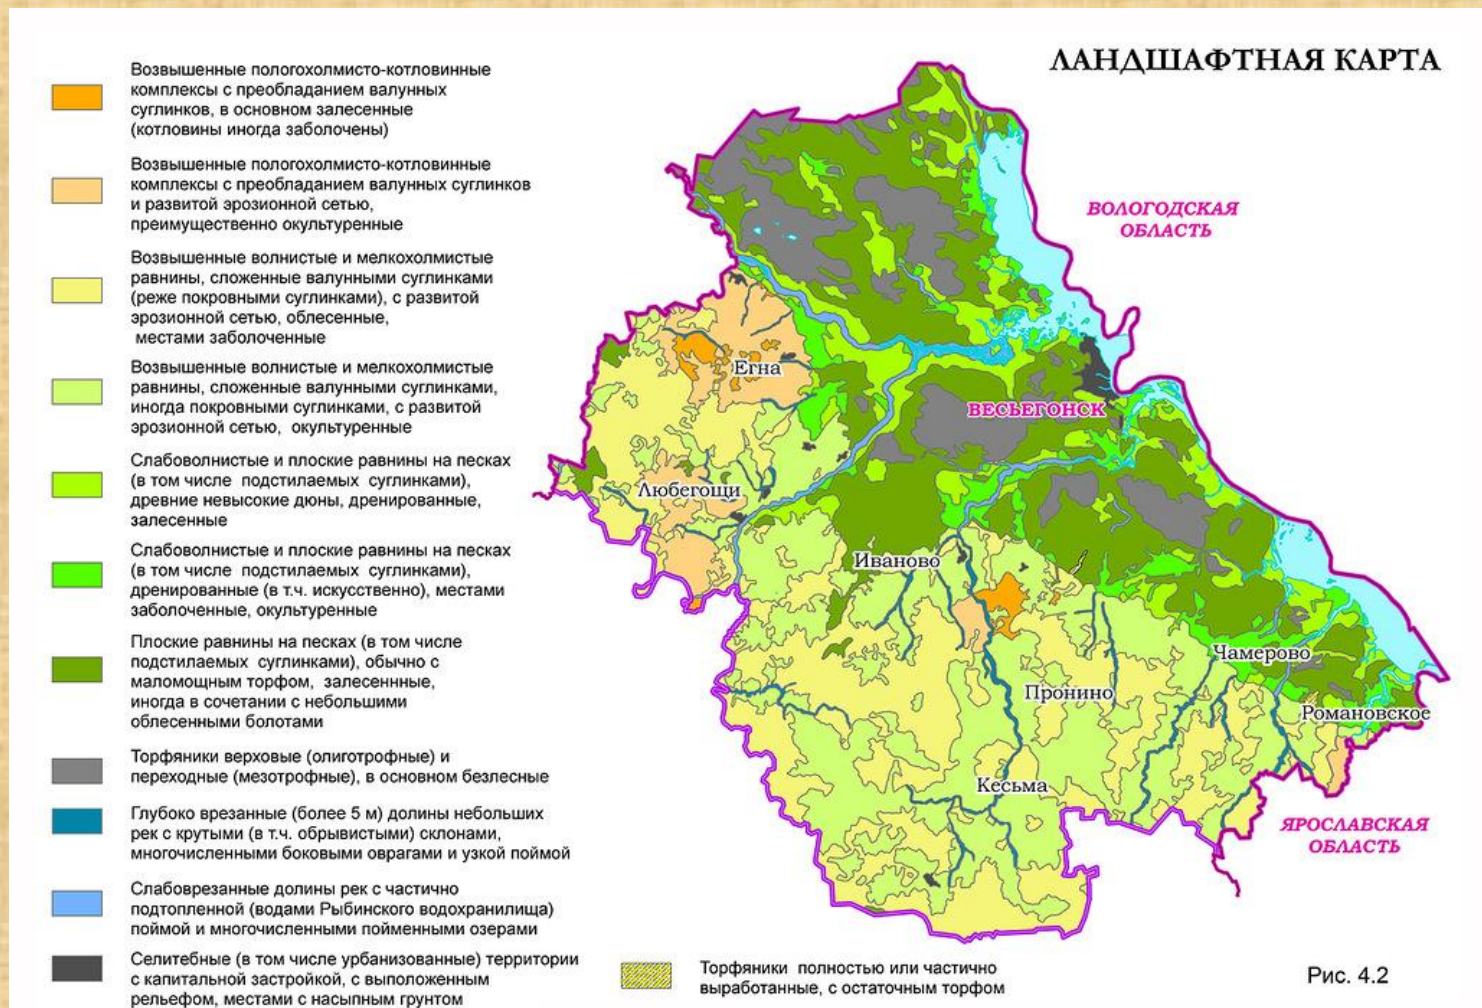 ЛАНДШАФТНАЯ КАРТА
Возвышенные пологохолмисто-котловинные
комплексы с преобладанием валунных
суглинков, в основном залесенные
(котловины иногда заболочены)
Возвышенные пологохолмисто-котловинные
комплексы с преобладанием валунных суглинков
и развитой эрозионной сетью,
преимущественно окультуренные
Возвышенные волнистые и мелкохолмистые
равнины, сложенные валунными суглинками
(реже покровными суглинками), с развитой
эрозионной сетью, облесенные,
местами заболоченные
Возвышенные волнистые и мелкохолмистые
равнины, сложенные валунными суглинками,
иногда покровными суглинками, с развитой
эрозионной сетью, окультуренные
Слабоволнистые и плоские равнины на песках
(в том числе подстилаемых суглинками),
древние невысокие дюны, дренированные,
залесенные
Слабоволнистые и плоские равнины на песках
(в том числе подстилаемых суглинками),
дренированные (в т.ч. искусственно), местами
заболоченные, окультуренные
Плоские равнины на песках (в том числе
подстилаемых суглинками), обычно с
маломощным торфом, залесеннные,
иногда в сочетании с небольшими
облесенными болотами
Торфяники верховые (олиготрофные) и
переходные (мезотрофные), в основном безлесные
Глубоко врезанные (более 5 м) долины небольших
рек с крутыми (в т.ч. обрывистыми) склонами,
многочисленными боковыми оврагами и узкой поймой
Слабоврезанные долины рек с частично
подтопленной (водами Рыбинского водохранилища)
поймой и многочисленными пойменными озерами
Селитебные (в том числе урбанизованные) территории
с капитальной застройкой, с выположенным
рельефом, местами с насыпным грунтом
Торфяники полностью или частично
выработанные, с остаточным торфом
ВОЛОГОДСКАЯ
ОБЛАСТЬ
Егна
ВЕСЬЕГОНСК
Любегощи
Иваново
Чамерово
Пронино
Романовское
Кесьма
ЯРОСЛАВСКАЯ
ОБЛАСТЬ
Рис. 4.2